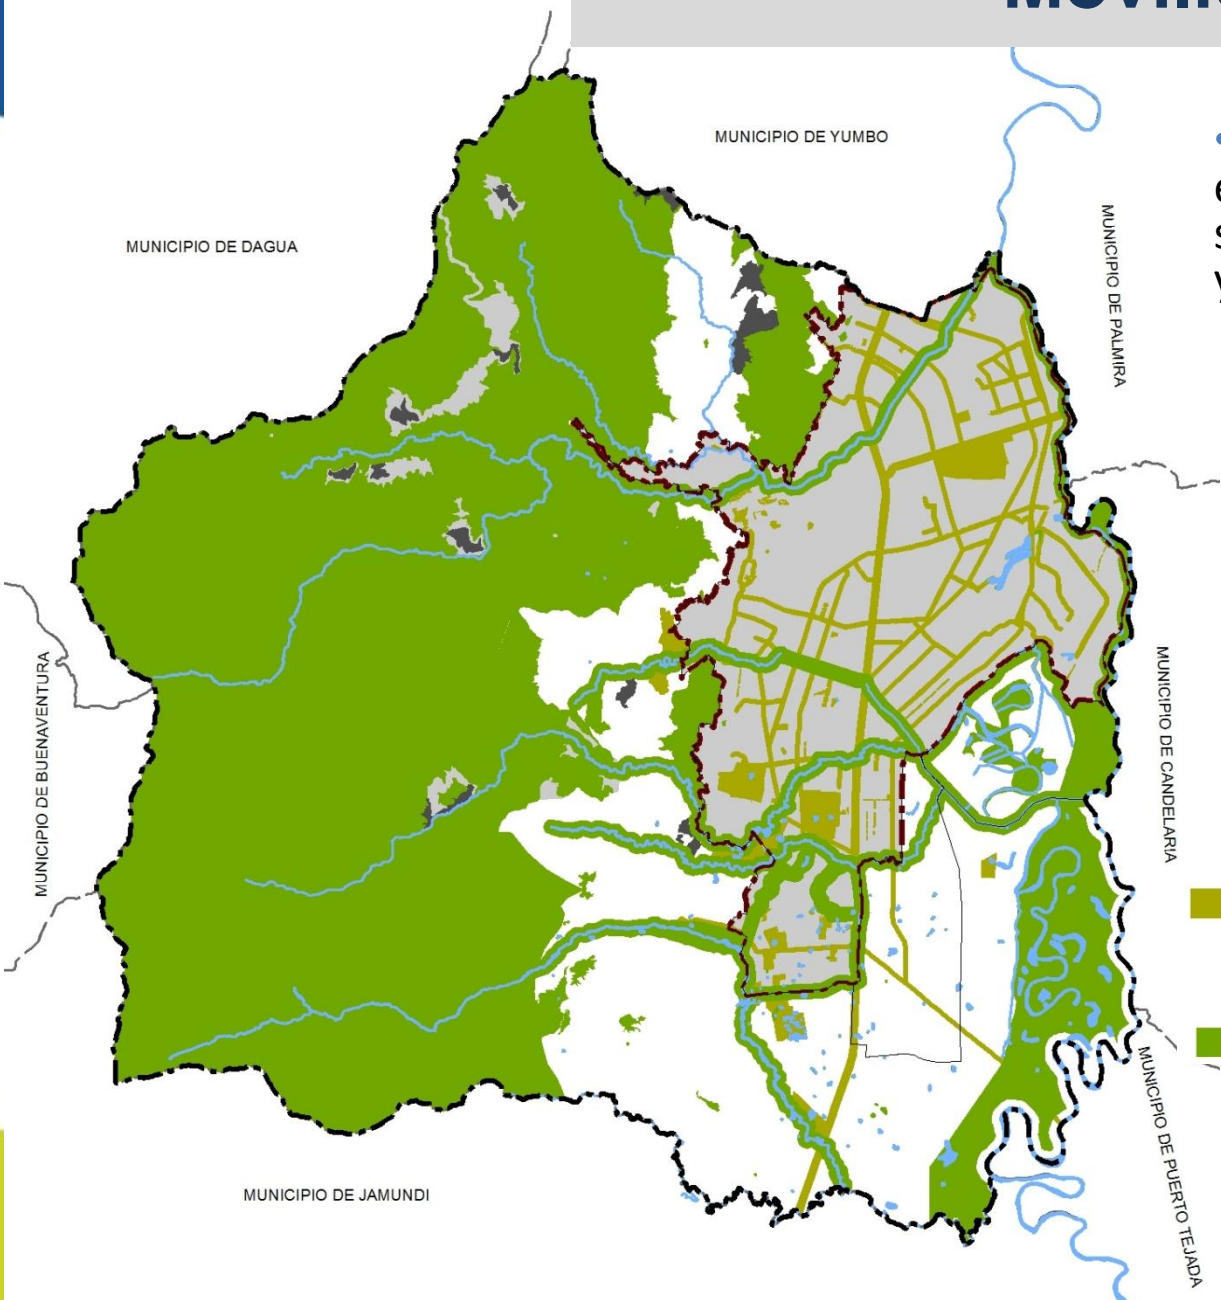 MUNICIPIO DE YUMBO
MUNICIPIO DE DAGUA
MUNICIPIO DE PALMIRA
MUNICIPIO DE BUENAVENTURA
MUNICIPIO DE CANDELARIA
MUNICIPIO DE PUERTO TEJADA
MUNICIPIO DE JAMUNDI